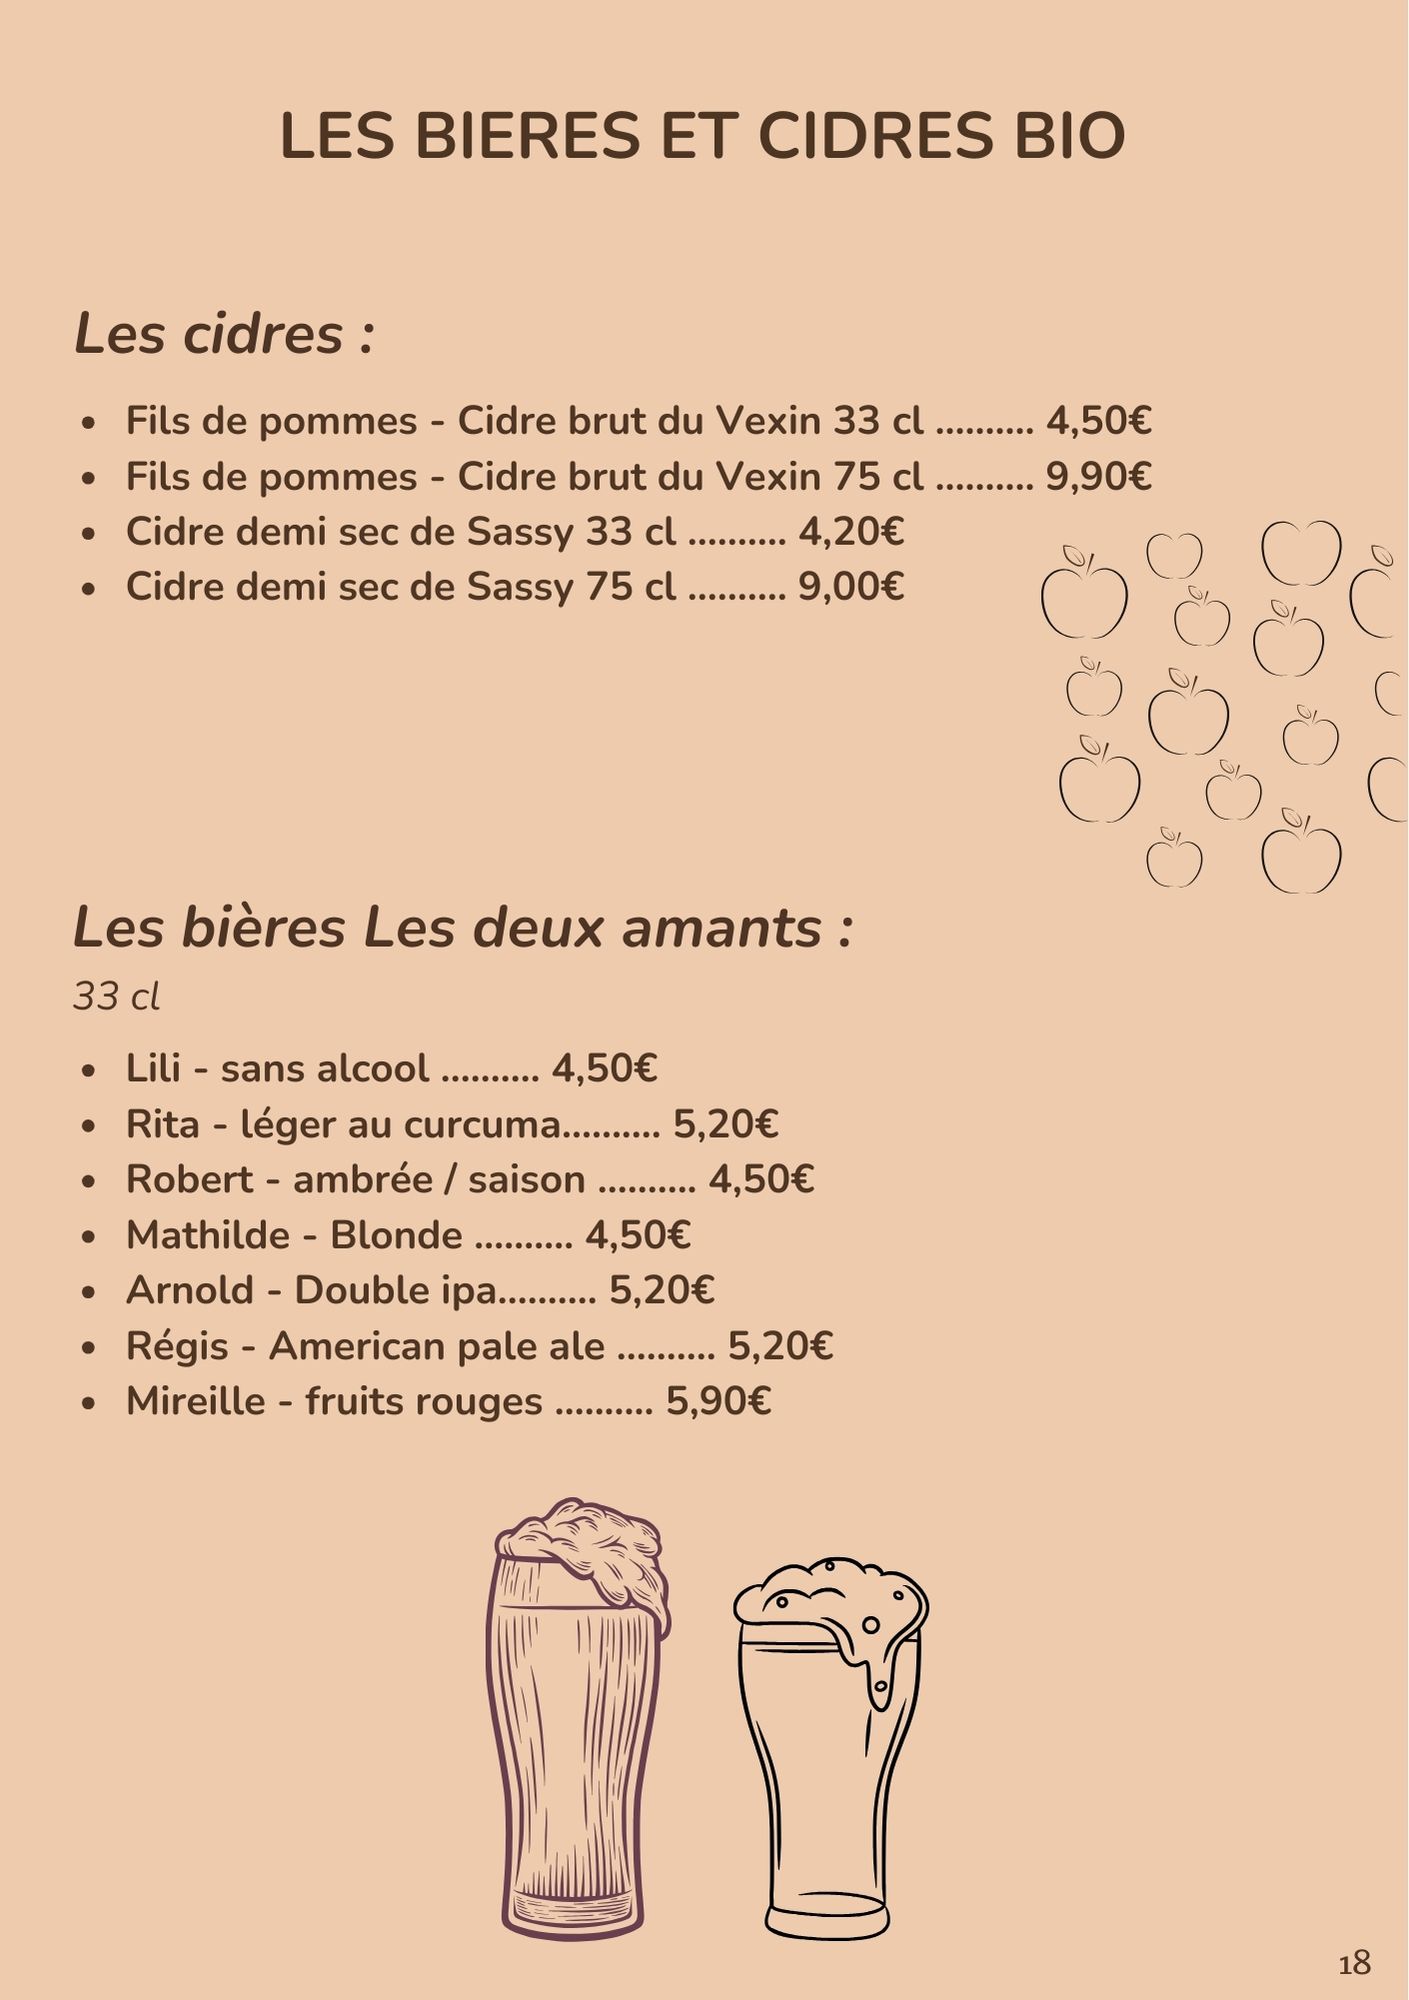 LES BIERES ET CIDRES BIO
Les cidres :
• Fils de pommes - Cidre brut du Vexin 33 cl .......... 4,50€
• Fils de pommes - Cidre brut du Vexin 75 cl .......... 9,90€
• Cidre demi sec de Sassy 33 cl .......... 4,20€
• Cidre demi sec de Sassy 75 cl .......... 9,00€
Les bières Les deux amants :
33 cl
• Lili - sans alcool .......... 4,50€
• Rita - léger au curcuma.......... 5,20€
• Robert - ambrée / saison .......... 4,50€
• Mathilde - Blonde .......... 4,50€
• Arnold - Double ipa.......... 5,20€
• Régis - American pale ale .......... 5,20€
• Mireille - fruits rouges .......... 5,90€
18